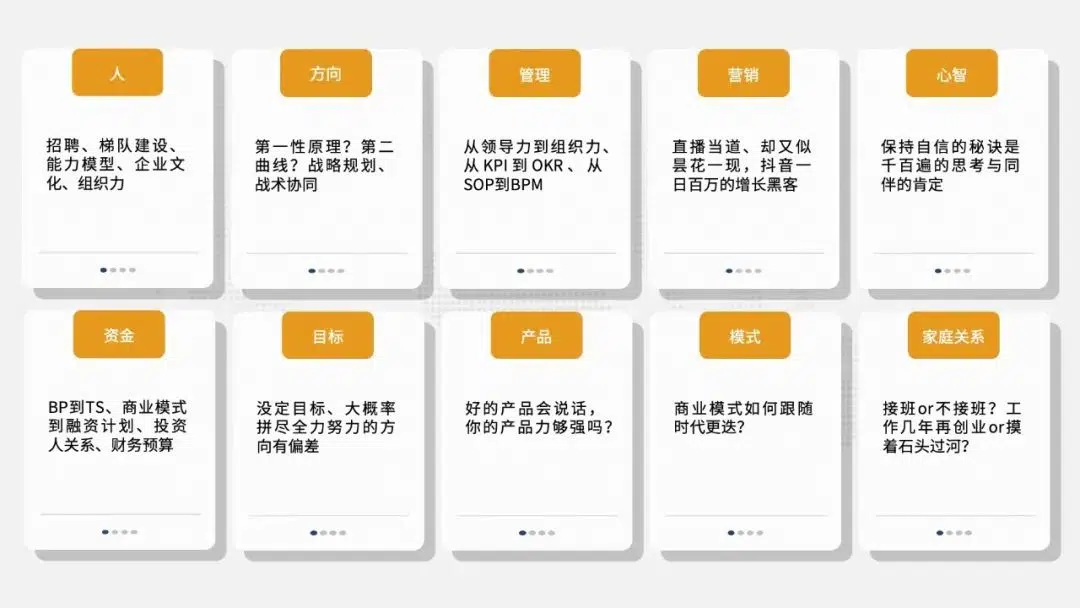 人
招聘、梯队建设、
能力模型、企业文
化、组织力
方向
第一性原理？第二
曲线？战略规划、
战术协同
管理
从领导力到组织力、
从 KPI 到 OKR 、 从
SOP到BPM
营销
直播当道、却又似
昙花一现，抖音一
日百万的增长黑客
心智
保持自信的秘诀是
千百遍的思考与同
伴的肯定
资金
BP到TS、商业模式
到融资计划、投资
人关系、财务预算
目标
没定目标、大概率
拼尽全力努力的方
向有偏差
产品
好的产品会说话，
你的产品力够强吗？
模式
商业模式如何跟随
时代更迭？
家庭关系
接班or不接班？工
作几年再创业or摸
着石头过河？